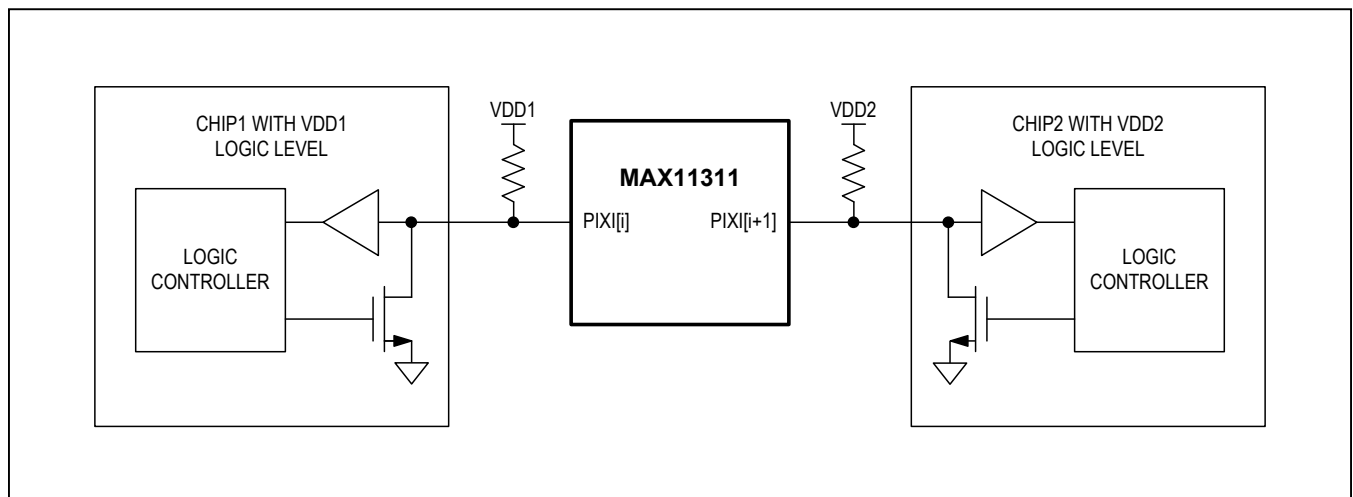 CHIP1 WITH VDD1
LOGIC LEVEL
LOGIC
CONTROLLER
VDD1
MAX11311
PIXI[i]
PIXI[i+1]
VDD2
CHIP2 WITH VDD2
LOGIC LEVEL
LOGIC
CONTROLLER